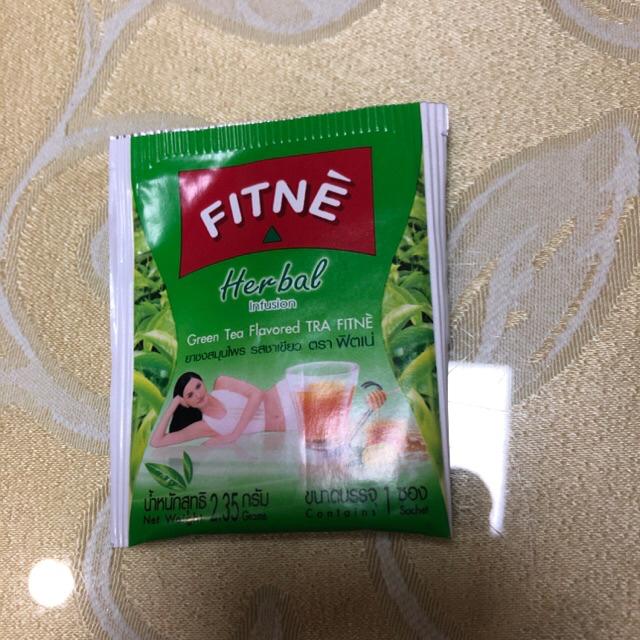 FITNÈ
Herbal
Infusion
Green Tea Flavored TRA FITNÈ
ยาชงสมุนไพร รสชาเขียว ตรา ฟิตเน่
น้ำหนักสุทธิ 2.35 กรัม
Net Weight Grams
ขนาดบรรจุ 1 ซอง
Contains Sachet